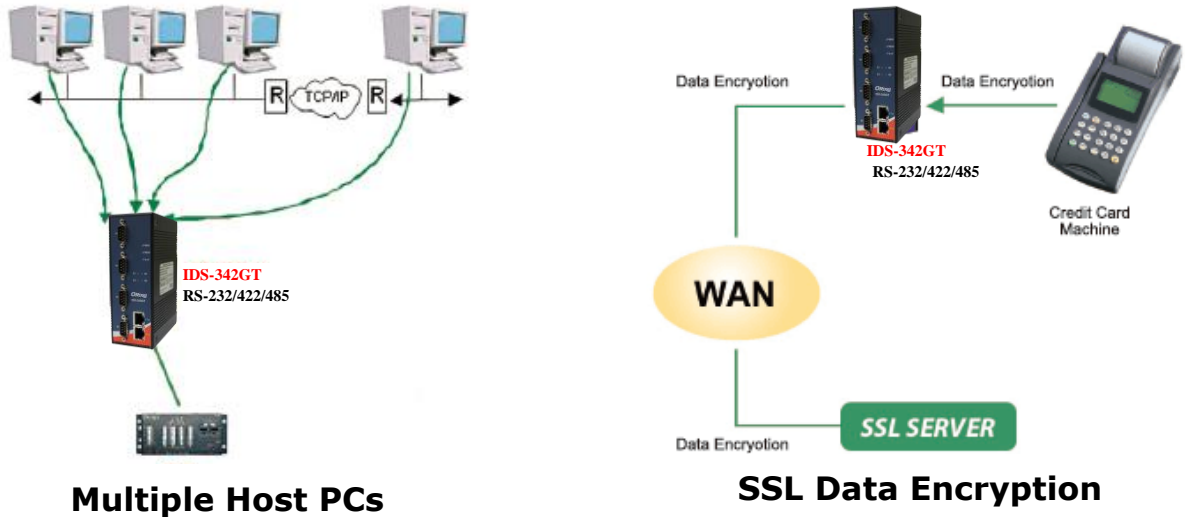 R TCP/IP R
IDS-342GT
RS-232/422/485
Multiple Host PCs
Data Encryotion
Data Encryotion
IDS-342GT
RS-232/422/485
Credit Card
Machine
WAN
SSL SERVER
Data Encryotion
SSL Data Encryption